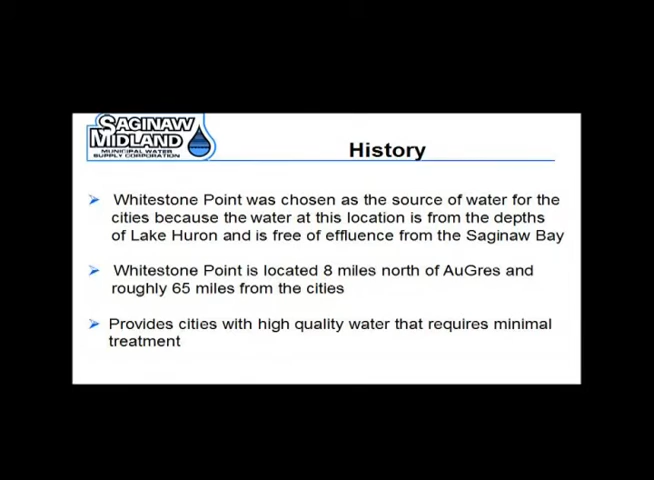 SAGINAW
MIDLAND
MUNICIPAL WATER
SUPPLY CORPORATION
History
Whitestone Point was chosen as the source of water for the
cities because the water at this location is from the depths
of Lake Huron and is free of effluence from the Saginaw Bay
Whitestone Point is located 8 miles north of AuGres and
roughly 65 miles from the cities
Provides cities with high quality water that requires minimal
treatment